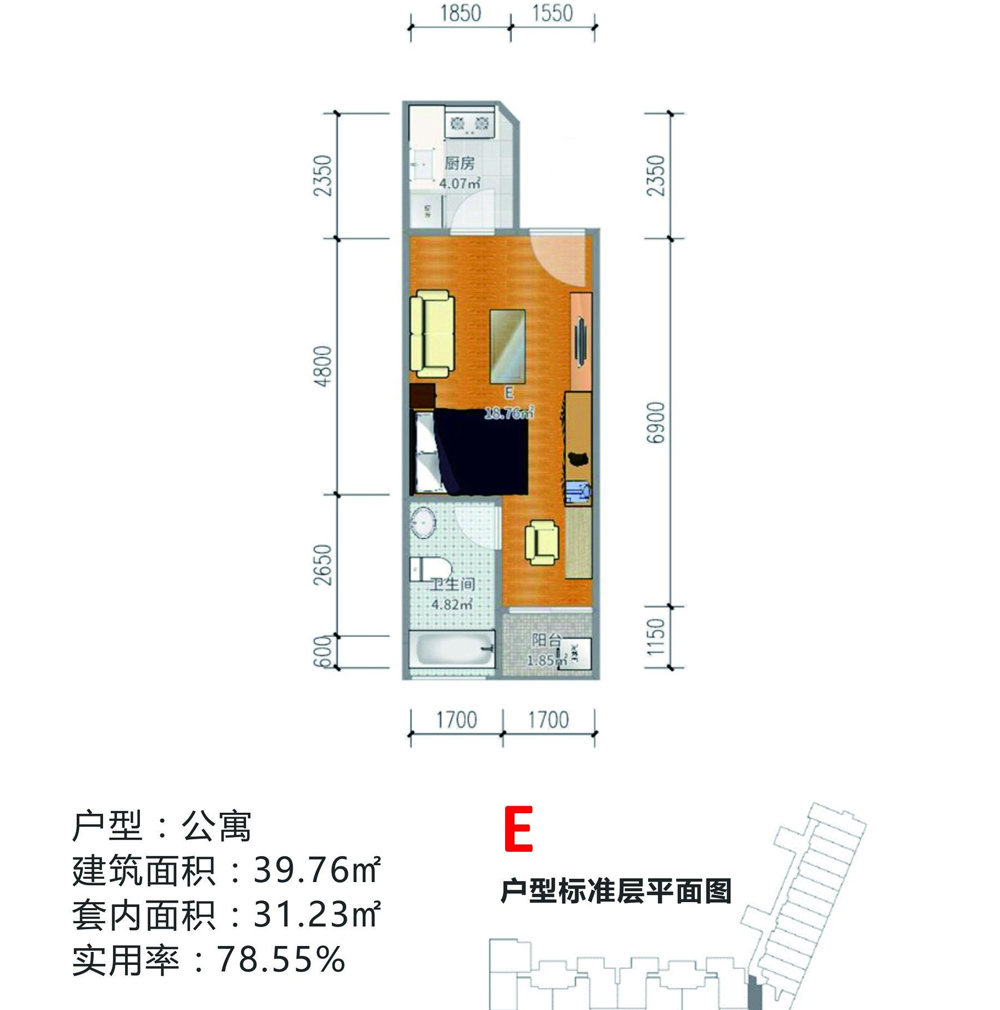 1850 1550
2350
2350
厨房
4.07㎡
4800
6900
E
18.76㎡
2650
卫生间
4.82㎡
600
1150
阳台
1.85㎡
1700 1700
户型：公寓
建筑面积：39.76㎡
套内面积：31.23㎡
实用率：78.55%
E
户型标准层平面图